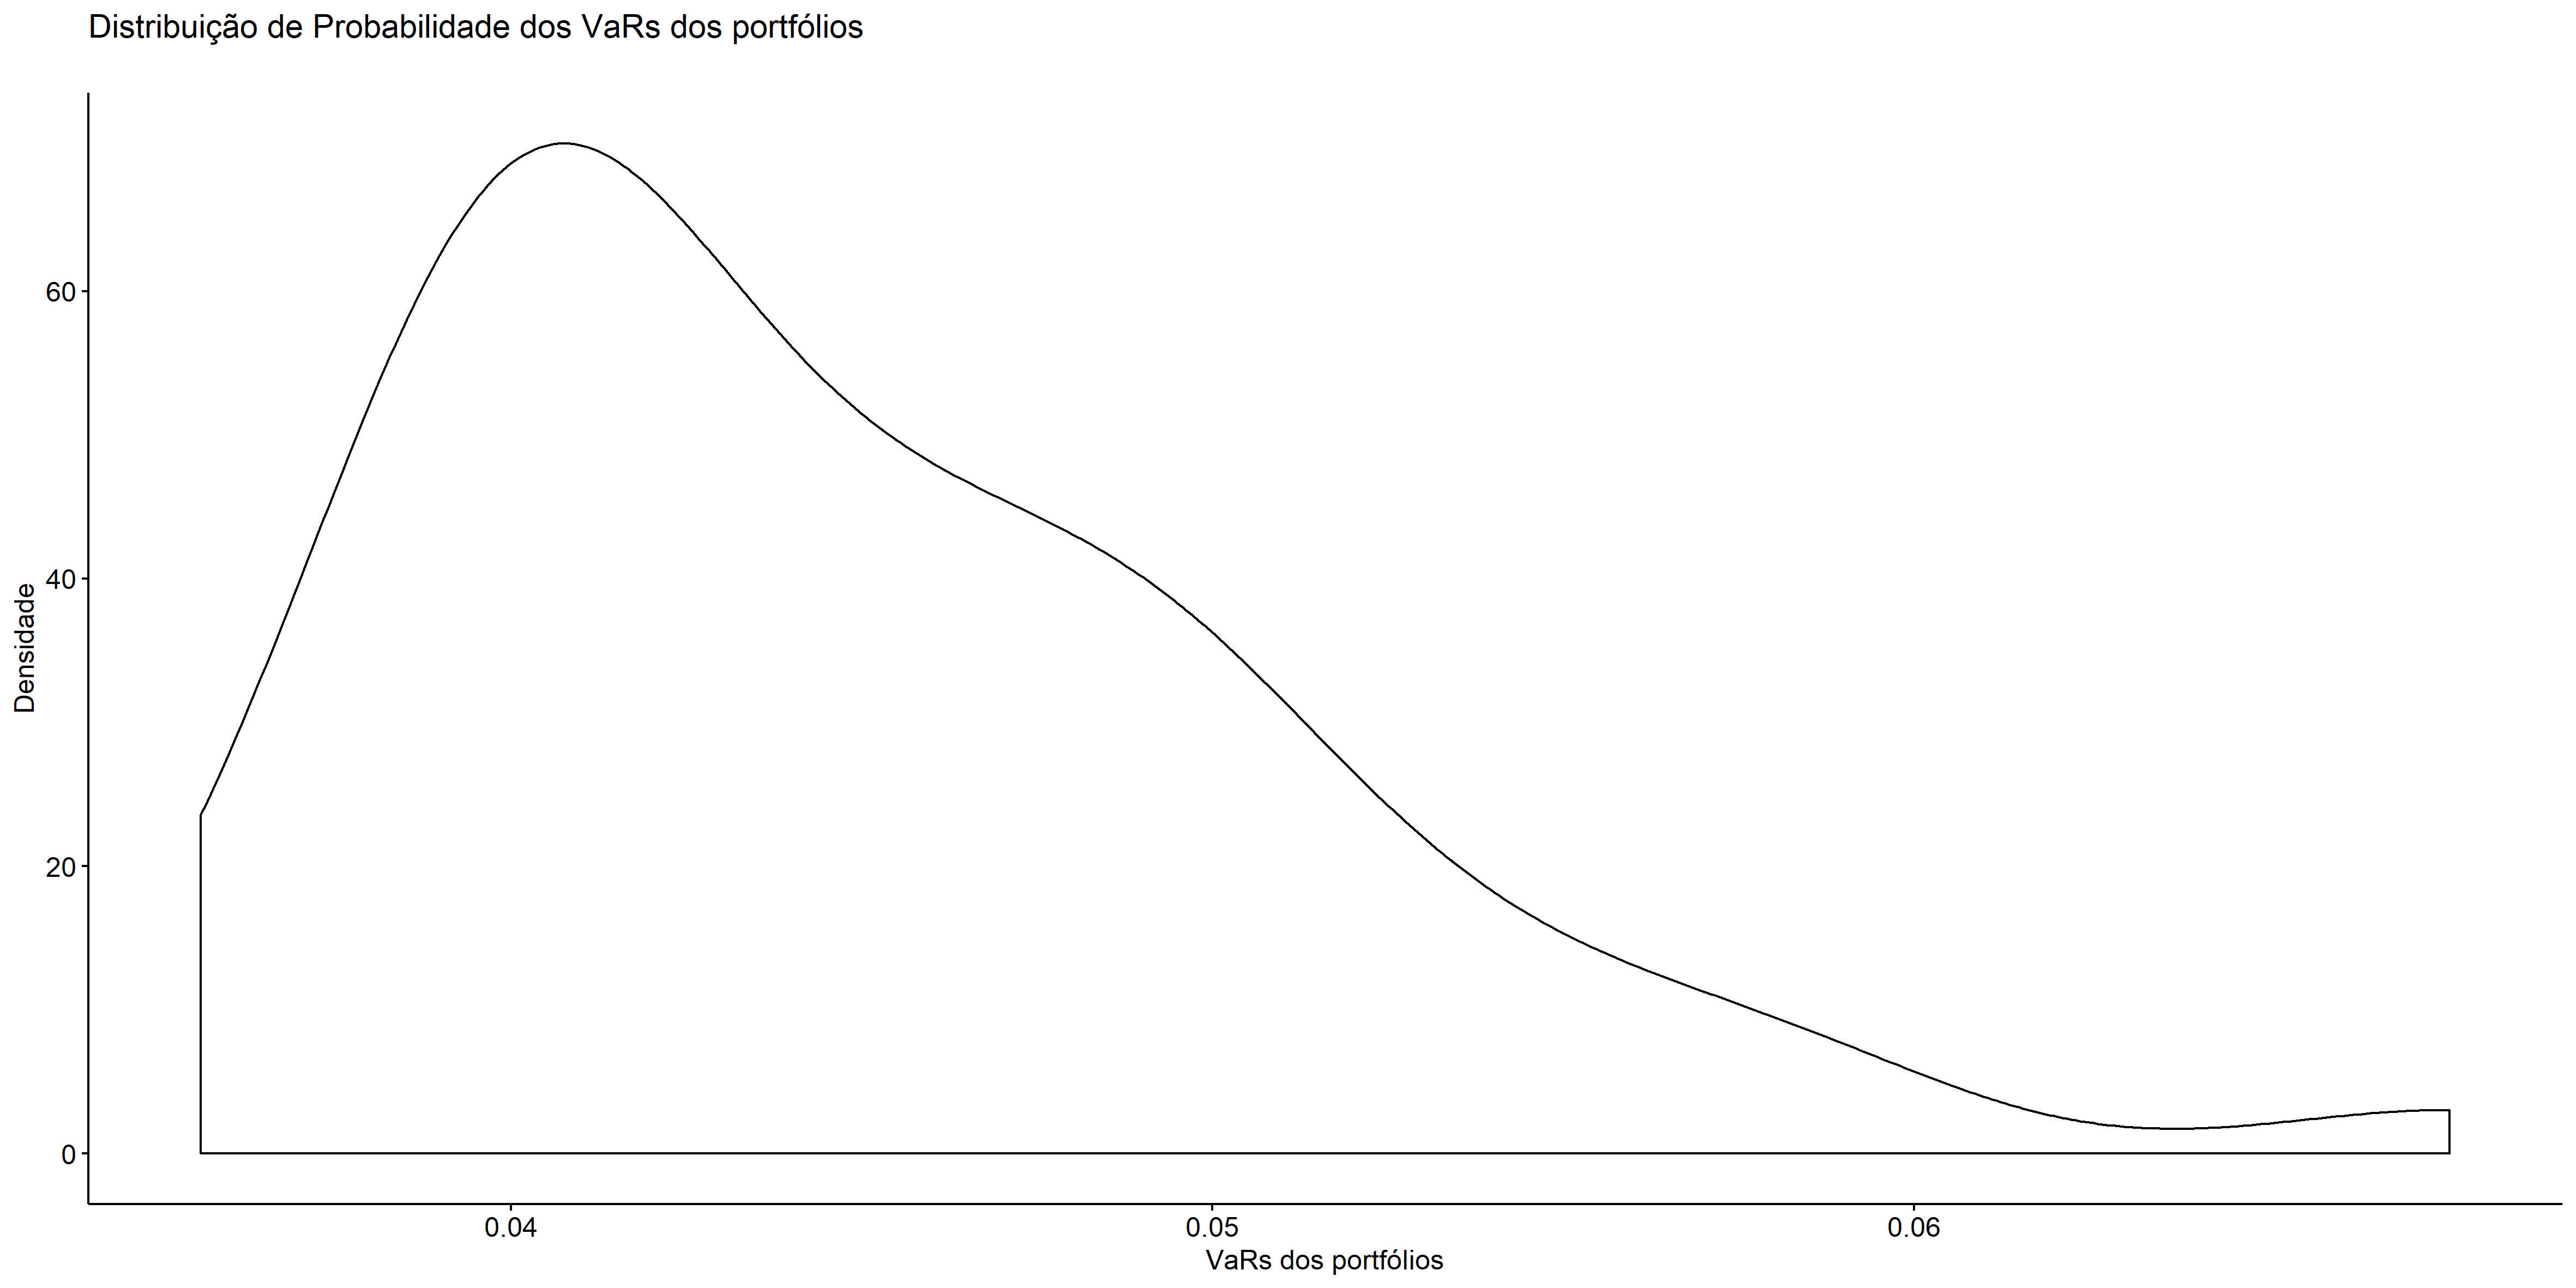 Distribuição de Probabilidade dos VaRs dos portfólios
60
40
20
0
Densidade
0.04
0.05
0.06
VaRs dos portfólios